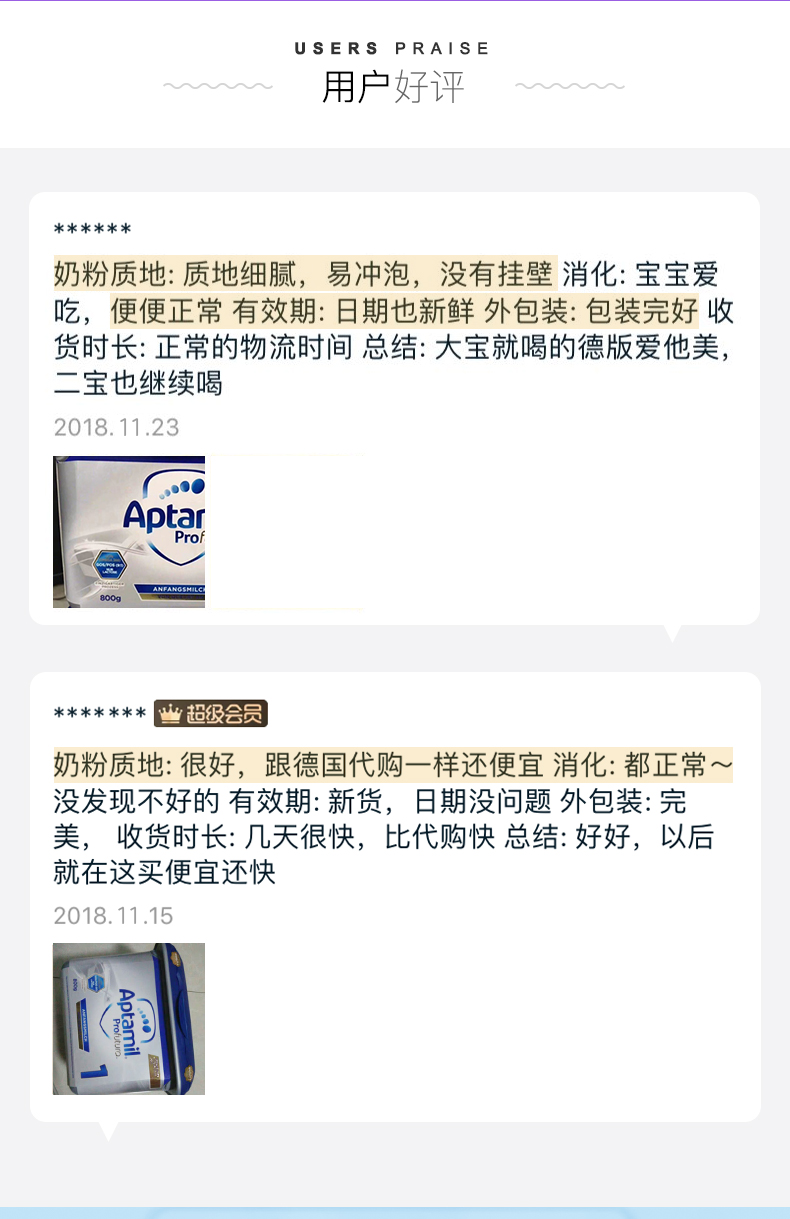 USERS PRAISE
用户好评
******
奶粉质地: 质地细腻，易冲泡，没有挂壁 消化: 宝宝爱
吃，便便正常 有效期: 日期也新鲜 外包装: 包装完好 收
货时长: 正常的物流时间 总结: 大宝就喝的德版爱他美，
二宝也继续喝
2018.11.23
Aptam
Prof
ANFANGSMILCH
800g
******* 超级会员
奶粉质地: 很好，跟德国代购一样还便宜 消化: 都正常～
没发现不好的 有效期: 新货，日期没问题 外包装: 完
美， 收货时长: 几天很快，比代购快 总结: 好好，以后
就在这买便宜还快
2018.11.15
Aptamil
Profutura
1